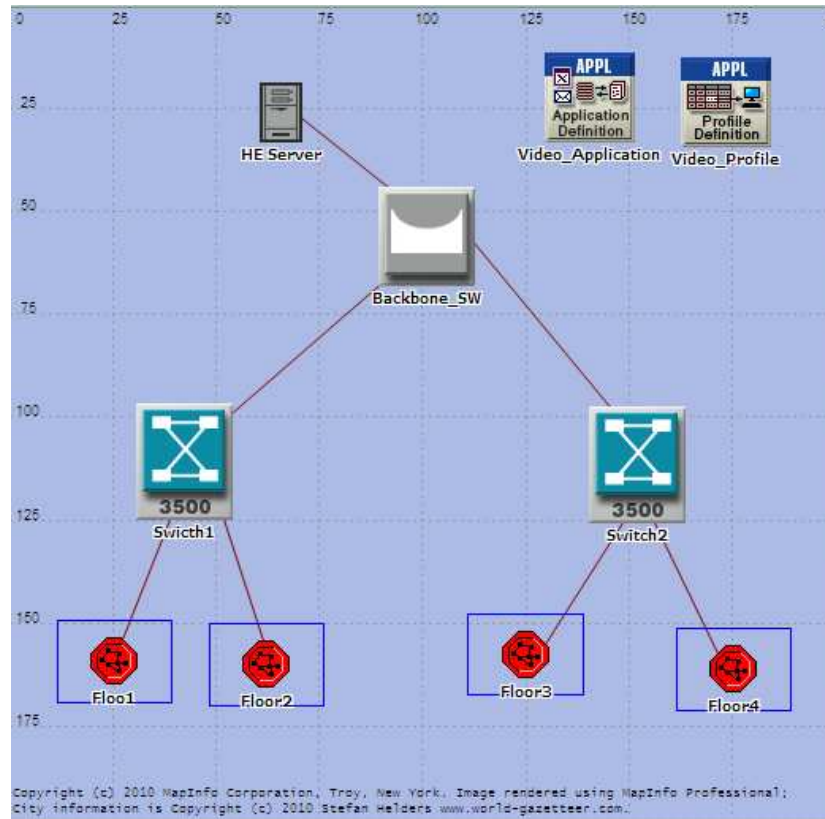 0 25 50 75 100 125 150 175
25
50
75
100
125
150
175
HE Server
APPL
Application
Definition
Video_Application
APPL
Profiile
Definition
Video_Profile
Backbone_SW
3500
Swicth1
3500
Switch2
Floo1
Floor2
Floor3
Floor4
Copyright (c) 2010 MapInfo Corporation, Troy, New York. Image rendered using MapInfo Professional;
City information is Copyright (c) 2010 Stefan Helders www.world-gazetteer.com.